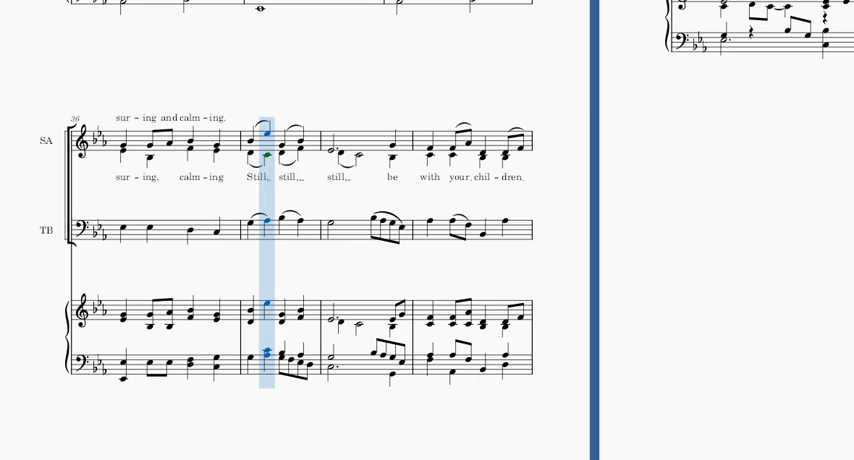 36
sur - ing and calm - ing.
SA
sur - ing, calm - ing Still, still, still, be with your chil - dren.
TB